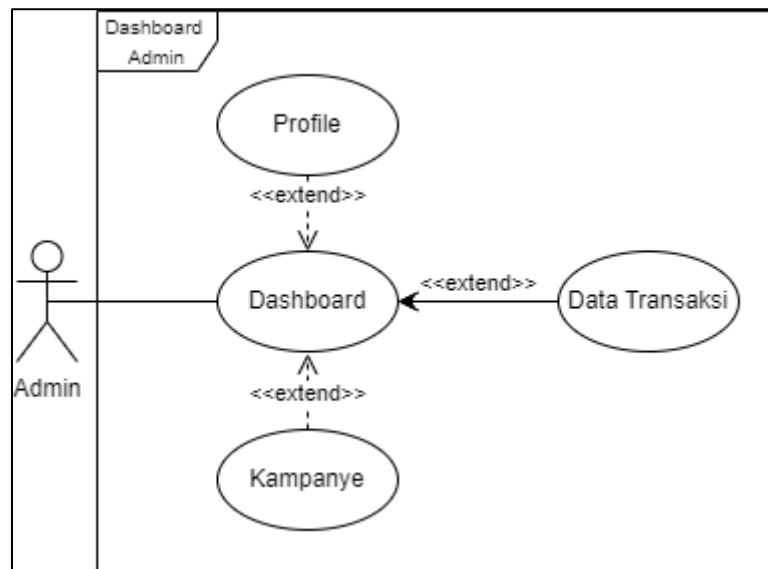 Dashboard
Admin
Profile
<<extend>>
Dashboard
<<extend>>
Data Transaksi
Admin
<<extend>>
Kampanye